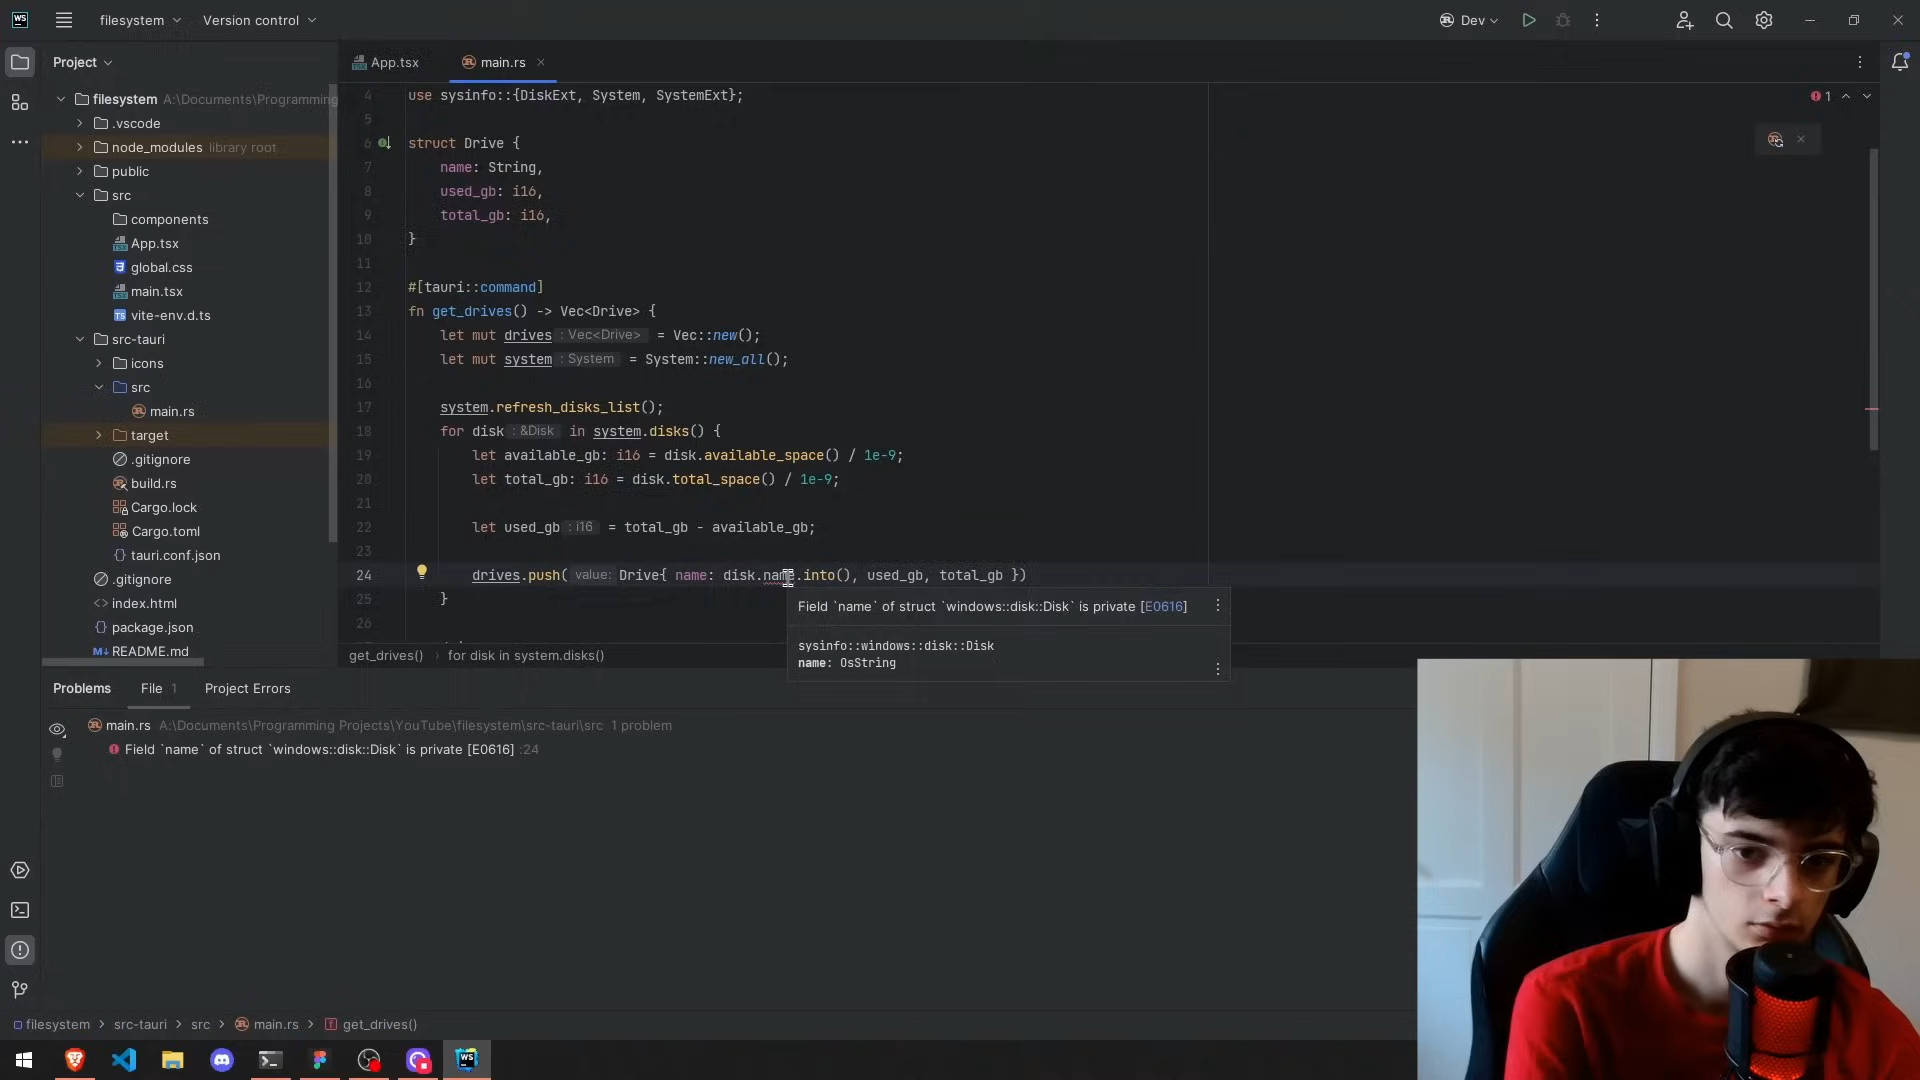 WS
filesystem
Version control
Dev
Project
App.tsx
main.rs
filesystem A:\Documents\Programming
.vscode
node_modules library root
public
src
components
App.tsx
global.css
main.tsx
vite-env.d.ts
src-tauri
icons
src
main.rs
target
.gitignore
build.rs
Cargo.lock
Cargo.toml
tauri.conf.json
.gitignore
index.html
package.json
README.md
1
4 use sysinfo::{DiskExt, System, SystemExt};
5
6 struct Drive {
7 name: String,
8 used_gb: i16,
9 total_gb: i16,
10 }
11
12 #[tauri::command]
13 fn get_drives() -> Vec<Drive> {
14 let mut drives : Vec<Drive> = Vec::new();
15 let mut system : System = System::new_all();
16
17 system.refresh_disks_list();
18 for disk : &Disk in system.disks() {
19 let available_gb: i16 = disk.available_space() / 1e-9;
20 let total_gb: i16 = disk.total_space() / 1e-9;
21
22 let used_gb : i16 = total_gb - available_gb;
23
24 drives.push( value: Drive{ name: disk.name.into(), used_gb, total_gb })
25 }
26
Field `name` of struct `windows::disk::Disk` is private [E0616]
sysinfo::windows::disk::Disk
name: OsString
get_drives() > for disk in system.disks()
Problems File 1 Project Errors
main.rs A:\Documents\Programming Projects\YouTube\filesystem\src-tauri\src 1 problem
Field `name` of struct `windows::disk::Disk` is private [E0616] :24
filesystem > src-tauri > src > main.rs > get_drives()
WS